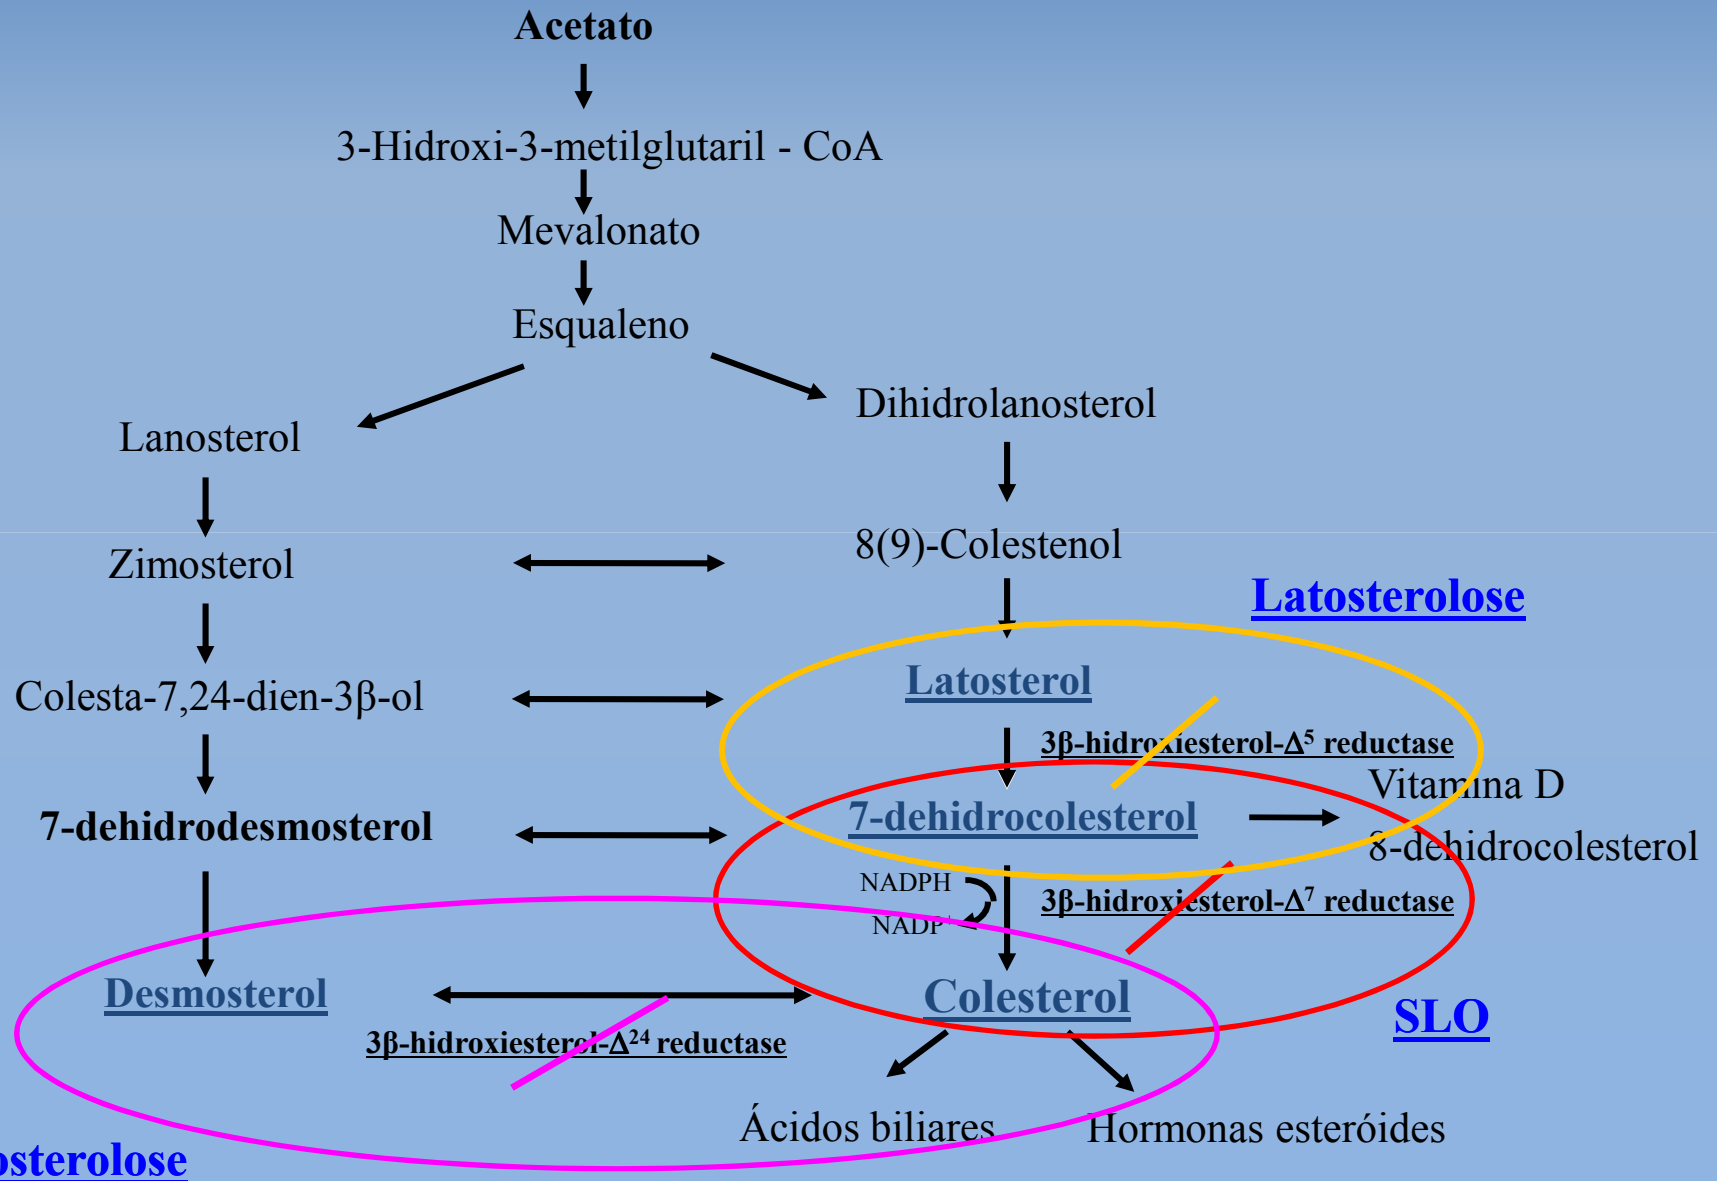 Acetato
3-Hidroxi-3-metilglutaril - CoA
Mevalonato
Esqualeno
Dihidrolanosterol
Lanosterol
8(9)-Colestenol
Zimosterol
Latosterolose
Latosterol
Colesta-7,24-dien-3β-ol
3β-hidroxiesterol-Δ⁵ reductase
Vitamina D
7-dehidrocolesterol
7-dehidrodesmosterol
8-dehidrocolesterol
NADPH
3β-hidroxiesterol-Δ⁷ reductase
NADP⁺
Desmosterol
Colesterol
SLO
3β-hidroxiesterol-Δ²⁴ reductase
Ácidos biliares
Hormonas esteróides
osterolose